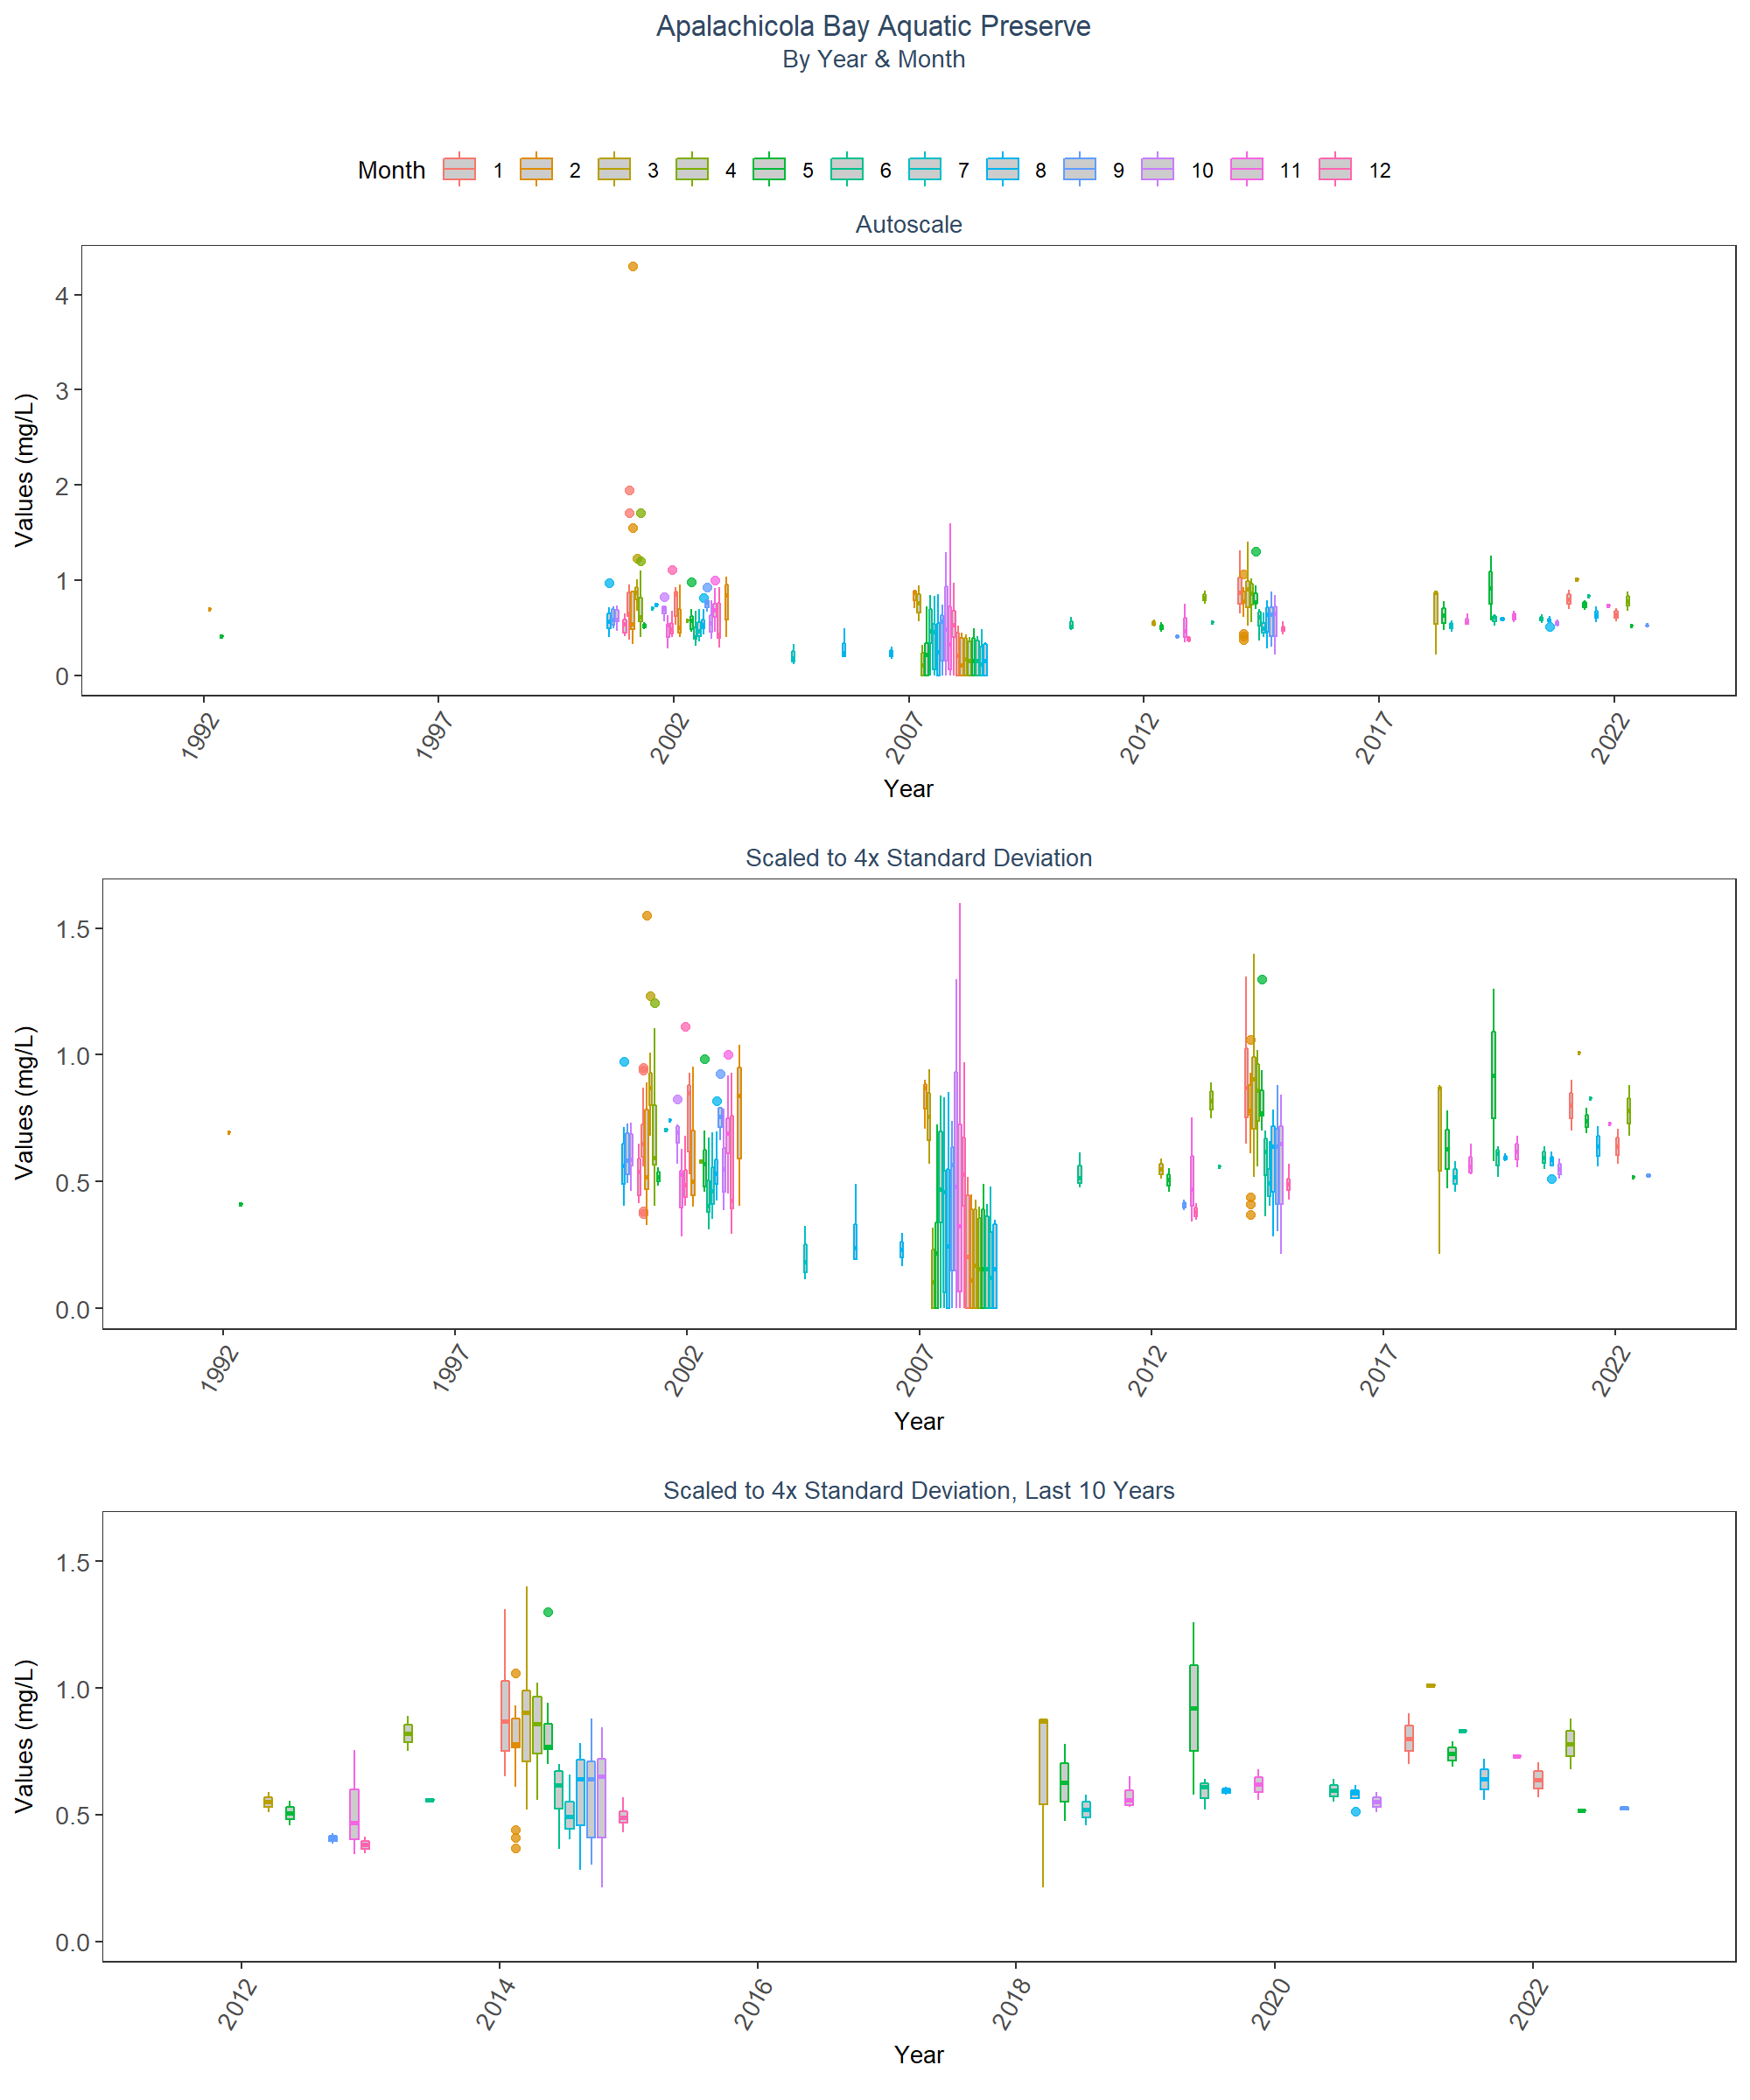 Apalachicola Bay Aquatic Preserve
By Year & Month
Month 1 2 3 4 5 6 7 8 9 10 11 12
Autoscale
Values (mg/L)
4
3
2
1
0
1992 1997 2002 2007 2012 2017 2022
Year
Scaled to 4x Standard Deviation
Values (mg/L)
1.5
1.0
0.5
0.0
1992 1997 2002 2007 2012 2017 2022
Year
Scaled to 4x Standard Deviation, Last 10 Years
Values (mg/L)
1.5
1.0
0.5
0.0
2012 2014 2016 2018 2020 2022
Year